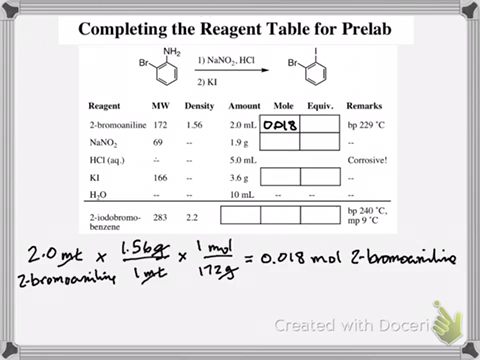 Completing the Reagent Table for Prelab
NH₂
Br
1) NaNO₂, HCl
2) KI
I
Br
Reagent MW Density Amount Mole Equiv. Remarks
2-bromoaniline 172 1.56 2.0 mL 0.018 bp 229 °C
NaNO₂ 69 -- 1.9 g
HCl (aq.) -- 5.0 mL Corrosive!
KI 166 -- 3.6 g
H₂O -- 10 mL -- --
2-iodobromo-benzene 283 2.2 bp 240 °C, mp 9 °C
2.0 mL × 1.56 g / 1 mL × 1 mol / 172 g = 0.018 mol 2-bromoaniline
2-bromoaniline
Created with Doceri